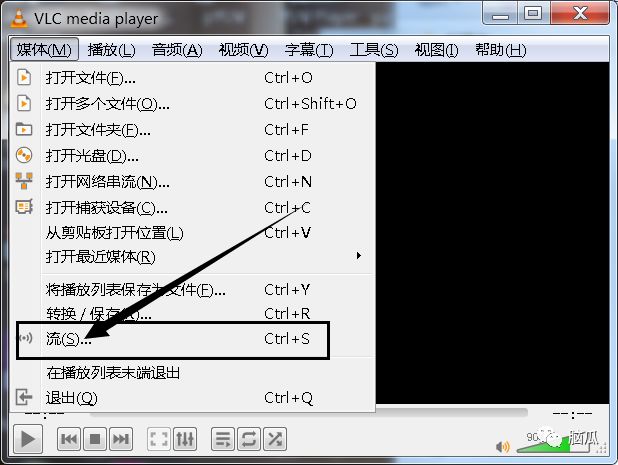 VLC media player
媒体(M) 播放(L) 音频(A) 视频(V) 字幕(T) 工具(S) 视图(I) 帮助(H)
打开文件(F)... Ctrl+O
打开多个文件(O)... Ctrl+Shift+O
打开文件夹(F)... Ctrl+F
打开光盘(D)... Ctrl+D
打开网络串流(N)... Ctrl+N
打开捕获设备(C)... Ctrl+C
从剪贴板打开位置(L) Ctrl+V
打开最近媒体(R)
将播放列表保存为文件(F)... Ctrl+Y
转换 / 保存(R)... Ctrl+R
流(S)... Ctrl+S
在播放列表末端退出
退出(Q) Ctrl+Q
--:-- --:--
脑瓜